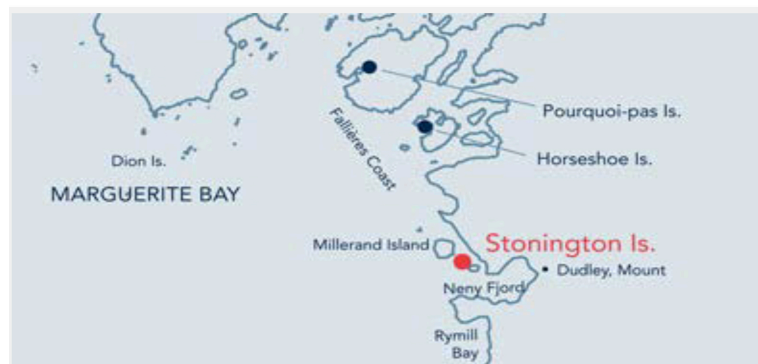 Pourquoi-pas Is.
Fallières Coast
Horseshoe Is.
Dion Is.
MARGUERITE BAY
Stonington Is.
Millerand Island
Dudley, Mount
Neny Fjord
Rymill
Bay